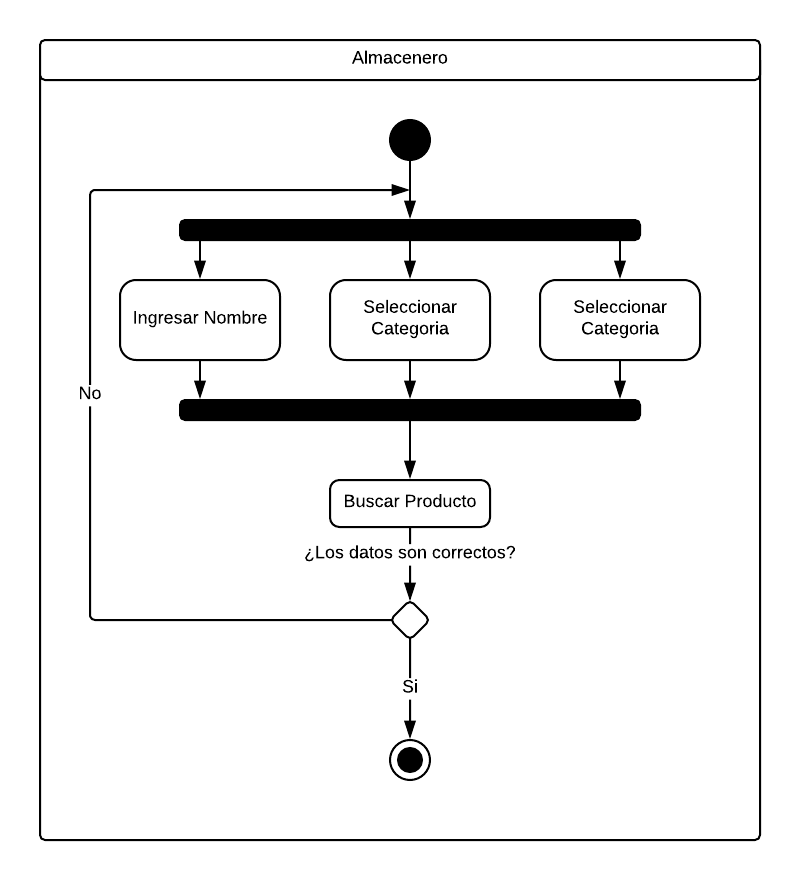 Almacenero
Ingresar Nombre
Seleccionar
Categoria
Seleccionar
Categoria
No
Buscar Producto
¿Los datos son correctos?
Si